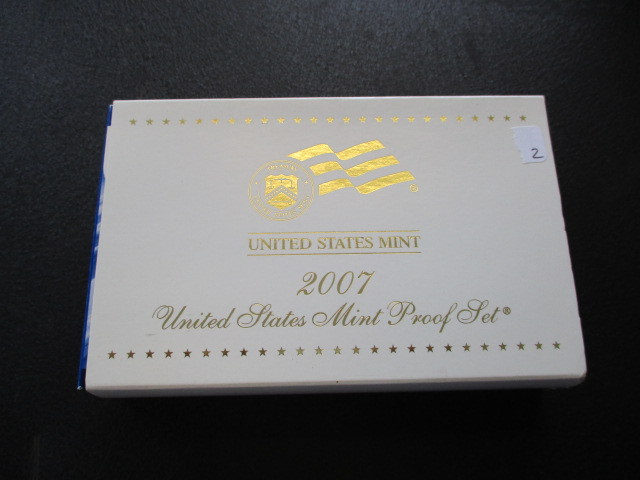 2
®
UNITED STATES MINT
2007
United States Mint Proof Set®